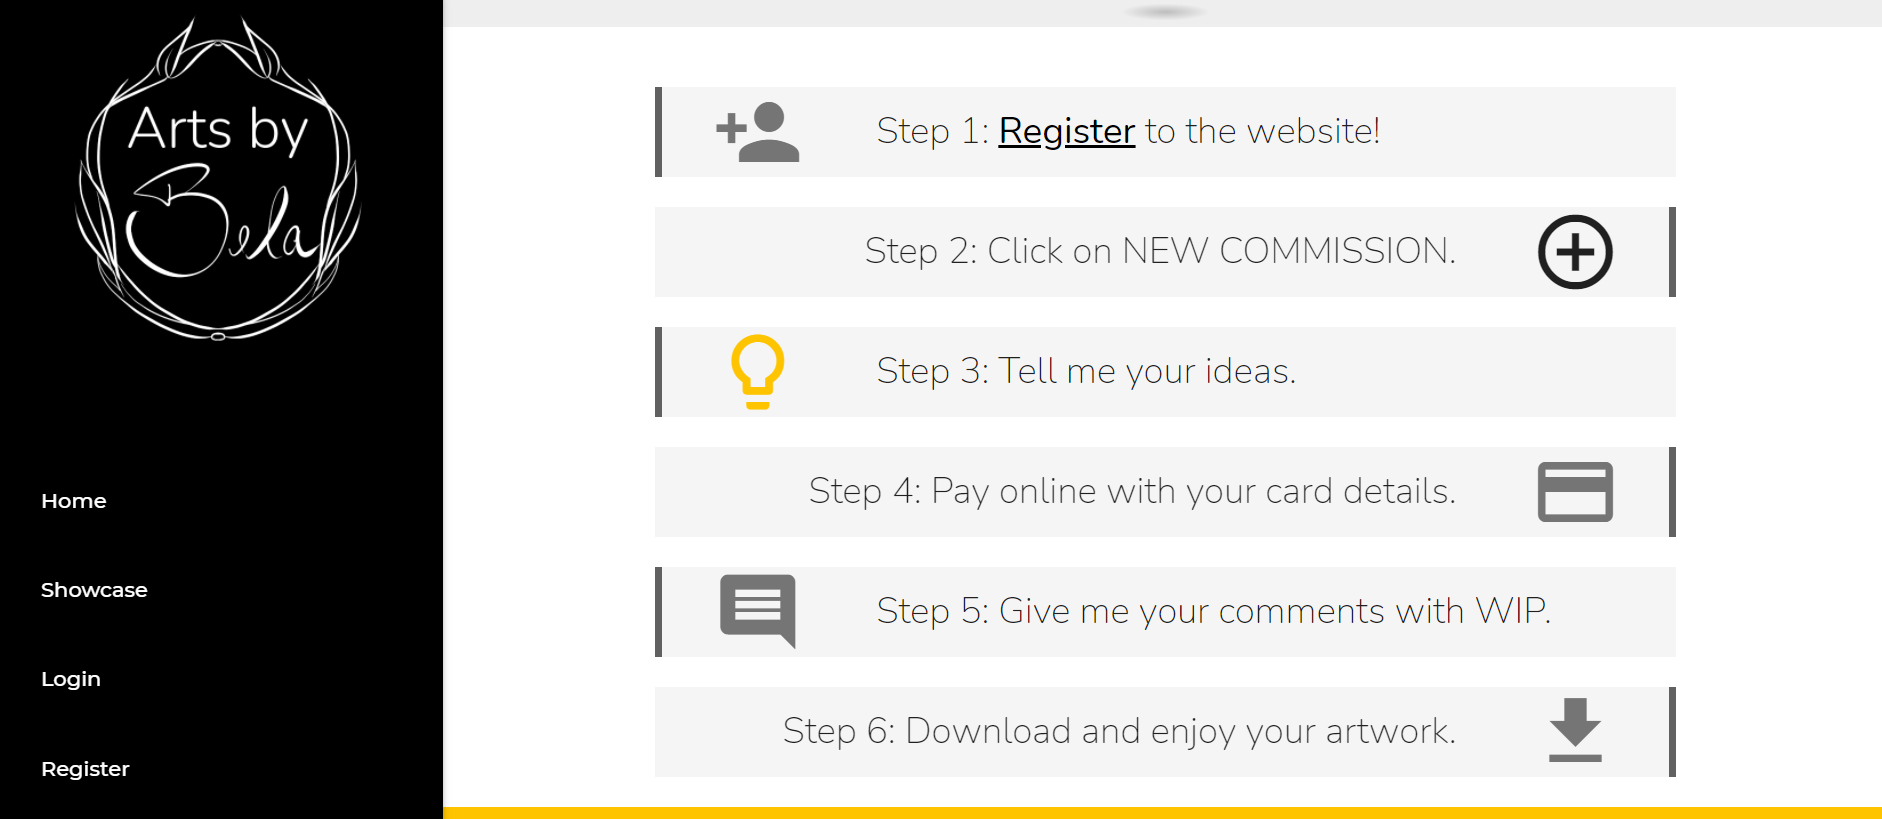 Arts by
Bela
Home
Showcase
Login
Register
Step 1: Register to the website!
Step 2: Click on NEW COMMISSION.
Step 3: Tell me your ideas.
Step 4: Pay online with your card details.
Step 5: Give me your comments with WIP.
Step 6: Download and enjoy your artwork.